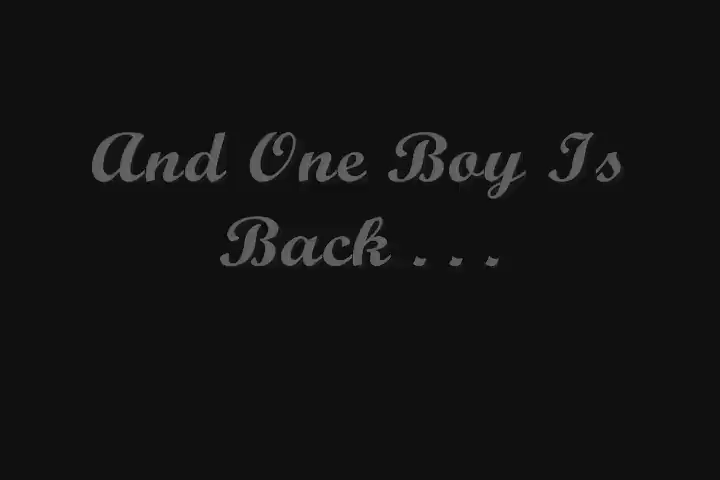 And One Boy Is
Back . . .